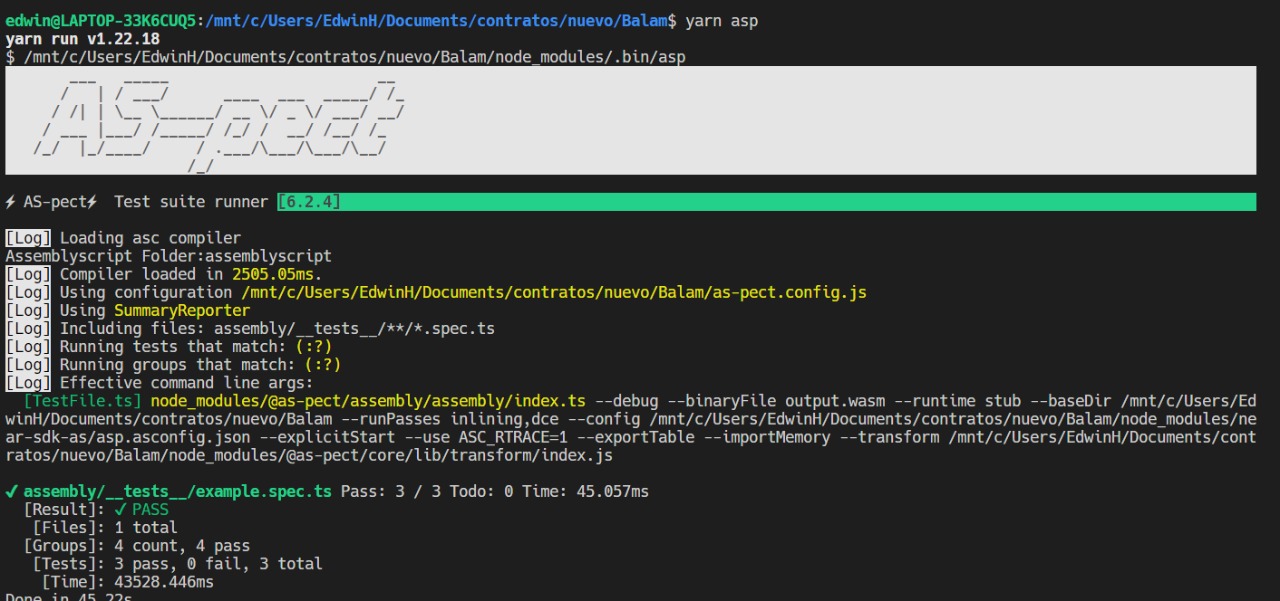 edwin@LAPTOP-33K6CUQ5:/mnt/c/Users/EdwinH/Documents/contratos/nuevo/Balam$ yarn asp
yarn run v1.22.18
$ /mnt/c/Users/EdwinH/Documents/contratos/nuevo/Balam/node_modules/.bin/asp
AS-pect
⚡ AS-pect⚡  Test suite runner [6.2.4]
[Log] Loading asc compiler
Assemblyscript Folder:assemblyscript
[Log] Compiler loaded in 2505.05ms.
[Log] Using configuration /mnt/c/Users/EdwinH/Documents/contratos/nuevo/Balam/as-pect.config.js
[Log] Using SummaryReporter
[Log] Including files: assembly/__tests__/**/*.spec.ts
[Log] Running tests that match: (:?)
[Log] Running groups that match: (:?)
[Log] Effective command line args:
[TestFile.ts] node_modules/@as-pect/assembly/assembly/index.ts --debug --binaryFile output.wasm --runtime stub --baseDir /mnt/c/Users/Ed
winH/Documents/contratos/nuevo/Balam --runPasses inlining,dce --config /mnt/c/Users/EdwinH/Documents/contratos/nuevo/Balam/node_modules/ne
ar-sdk-as/asp.asconfig.json --explicitStart --use ASC_RTRACE=1 --exportTable --importMemory --transform /mnt/c/Users/EdwinH/Documents/cont
ratos/nuevo/Balam/node_modules/@as-pect/core/lib/transform/index.js
✔ assembly/__tests__/example.spec.ts Pass: 3 / 3 Todo: 0 Time: 45.057ms
[Result]: ✔ PASS
[Files]: 1 total
[Groups]: 4 count, 4 pass
[Tests]: 3 pass, 0 fail, 3 total
[Time]: 43528.446ms
Done in 45.22s.